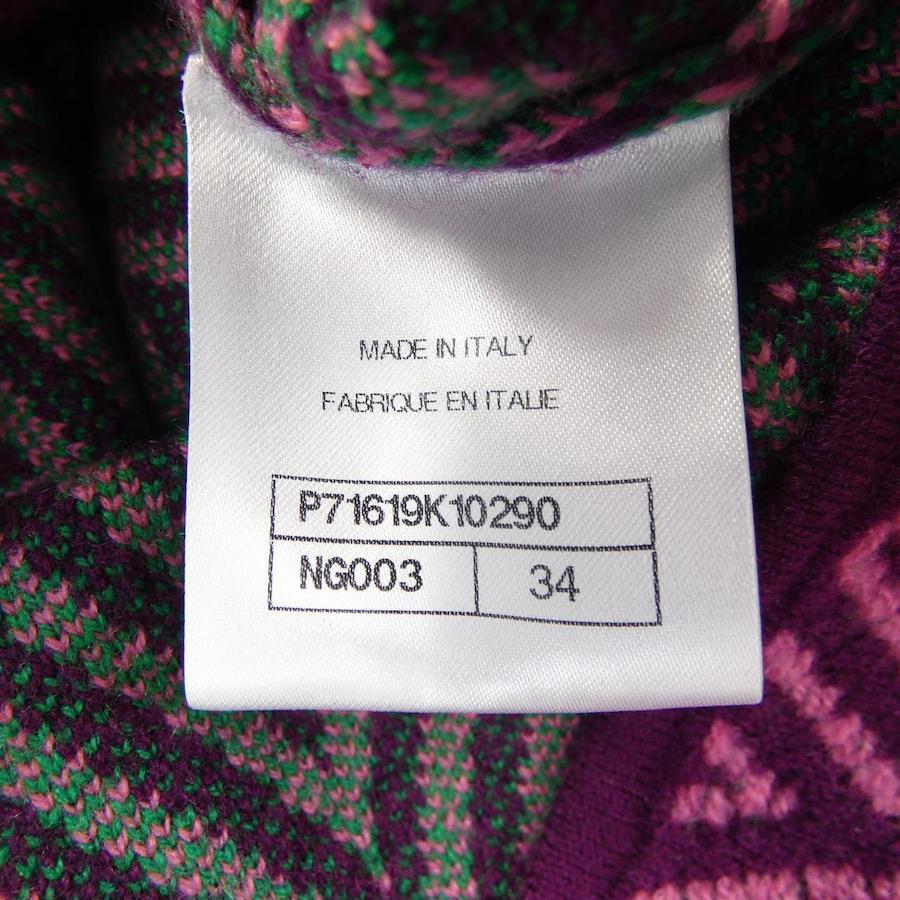 MADE IN ITALY
FABRIQUE EN ITALIE
P71619K10290
NG003 34